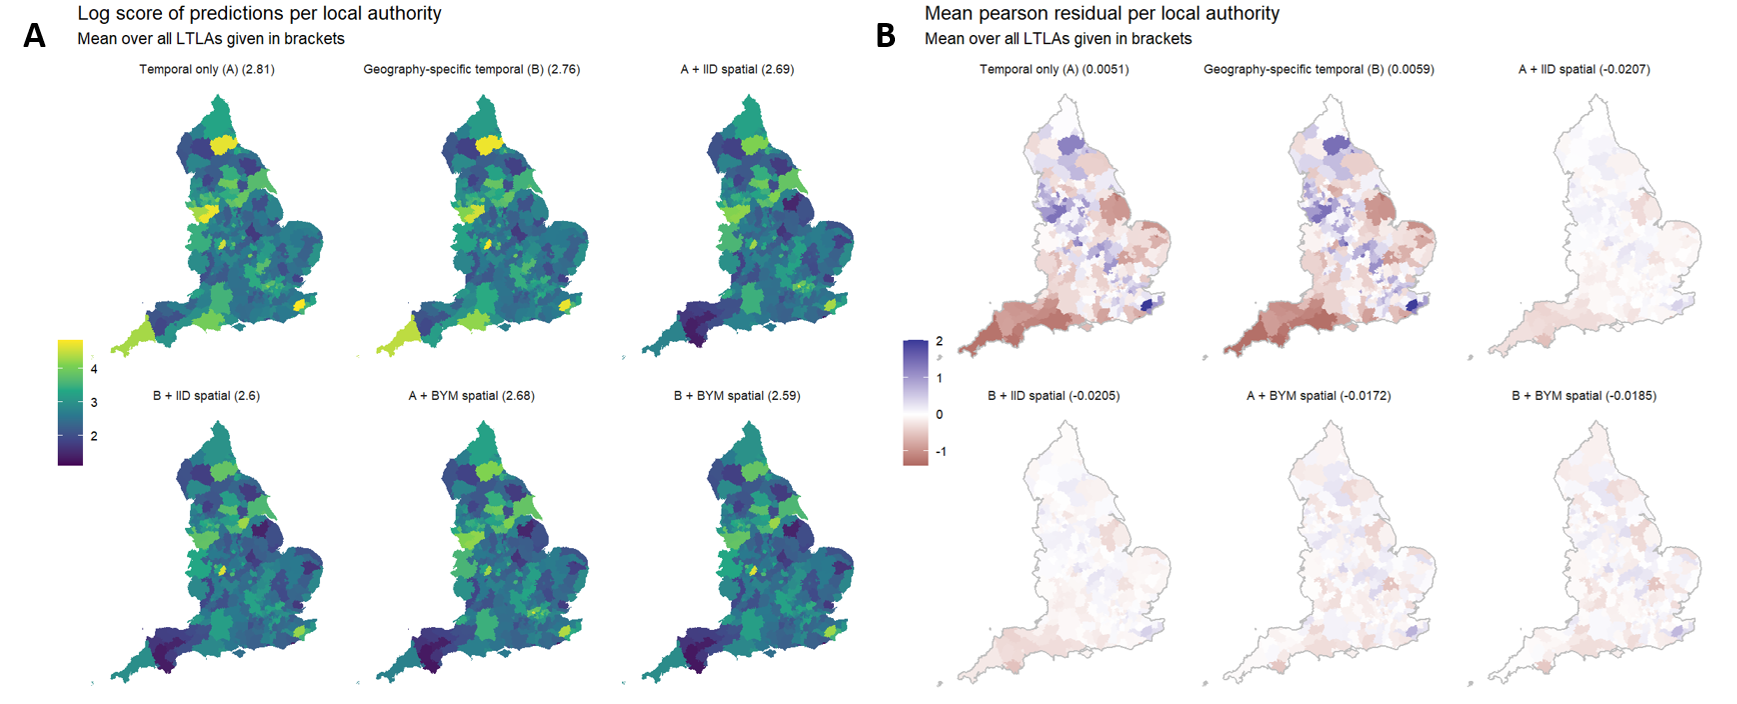 A
Log score of predictions per local authority
Mean over all LTLAs given in brackets
Temporal only (A) (2.81)
Geography-specific temporal (B) (2.76)
A + IID spatial (2.69)
4
3
2
B + IID spatial (2.6)
A + BYM spatial (2.68)
B + BYM spatial (2.59)
B
Mean pearson residual per local authority
Mean over all LTLAs given in brackets
Temporal only (A) (0.0051)
Geography-specific temporal (B) (0.0059)
A + IID spatial (-0.0207)
2
1
0
-1
B + IID spatial (-0.0205)
A + BYM spatial (-0.0172)
B + BYM spatial (-0.0185)